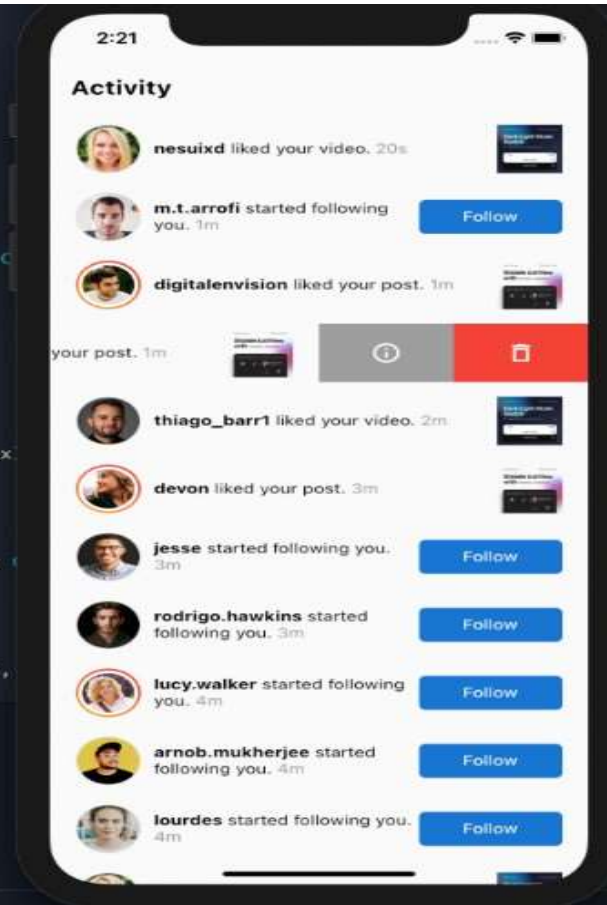 2:21
Activity
nesuixd liked your video. 20s
m.t.arrofi started following
you. 1m
Follow
digitalenvision liked your post. 1m
your post. 1m
thiago_barr1 liked your video. 2m
devon liked your post. 3m
jesse started following you.
3m
Follow
rodrigo.hawkins started
following you. 3m
Follow
lucy.walker started following
you. 4m
Follow
arnob.mukherjee started
following you. 4m
Follow
lourdes started following you.
4m
Follow